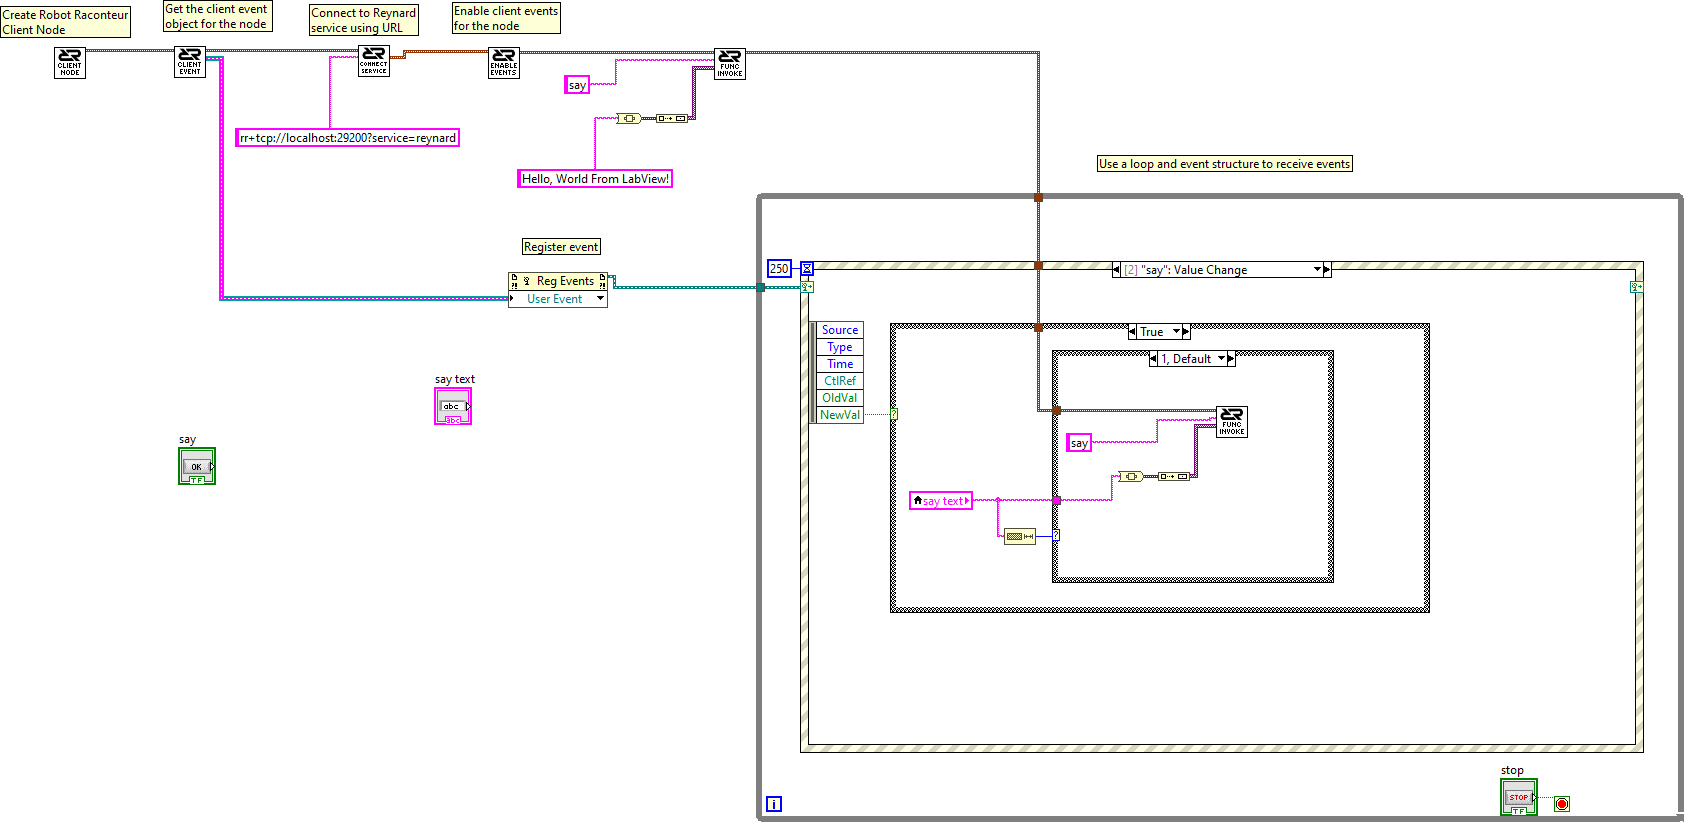 Create Robot Raconteur
Client Node
Get the client event
object for the node
Connect to Reynard
service using URL
Enable client events
for the node
CLIENT
NODE
CLIENT
EVENT
CONNECT
SERVICE
ENABLE
EVENTS
FUNC
INVOKE
say
rr+tcp://localhost:29200?service=reynard
Hello, World From LabView!
Use a loop and event structure to receive events
Register event
Reg Events
User Event
250
[2] "say": Value Change
Source
Type
Time
CtlRef
OldVal
NewVal
True
1, Default
say text
abc
abc
say
OK
TF
FUNC
INVOKE
say
say text
stop
STOP
TF
i